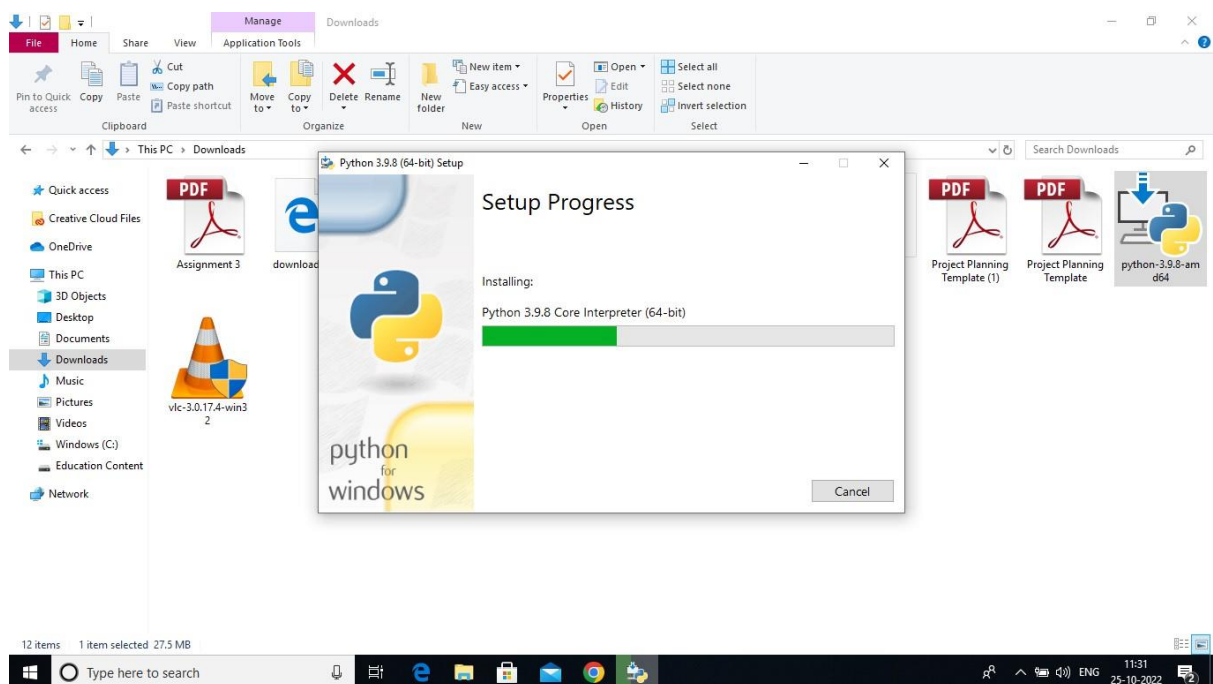 Manage
Downloads
File Home Share View Application Tools
Pin to Quick access
Copy
Paste
Cut
Copy path
Paste shortcut
Clipboard
Move to
Copy to
Delete
Rename
Organize
New folder
New item
Easy access
New
Properties
Open
Edit
History
Open
Select all
Select none
Invert selection
Select
This PC > Downloads
Search Downloads
Quick access
Creative Cloud Files
OneDrive
This PC
3D Objects
Desktop
Documents
Downloads
Music
Pictures
Videos
Windows (C:)
Education Content
Network
PDF
Assignment 3
download
vlc-3.0.17.4-win3
2
Python 3.9.8 (64-bit) Setup
Setup Progress
Installing:
Python 3.9.8 Core Interpreter (64-bit)
python
for
windows
Cancel
PDF
Project Planning
Template (1)
PDF
Project Planning
Template
python-3.9.8-am
d64
12 items 1 item selected 27.5 MB
Type here to search
ENG
11:31
25-10-2022
2